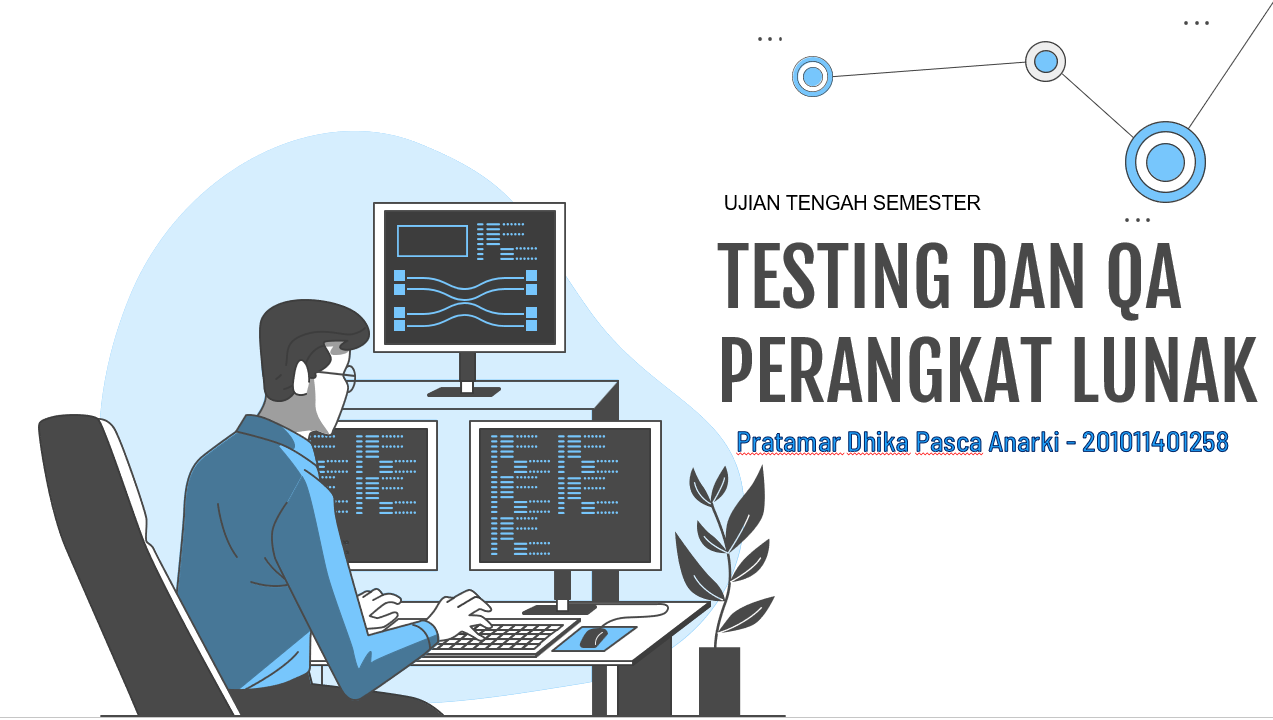 UJIAN TENGAH SEMESTER
TESTING DAN QA
PERANGKAT LUNAK
Pratamar Dhika Pasca Anarki - 201011401258